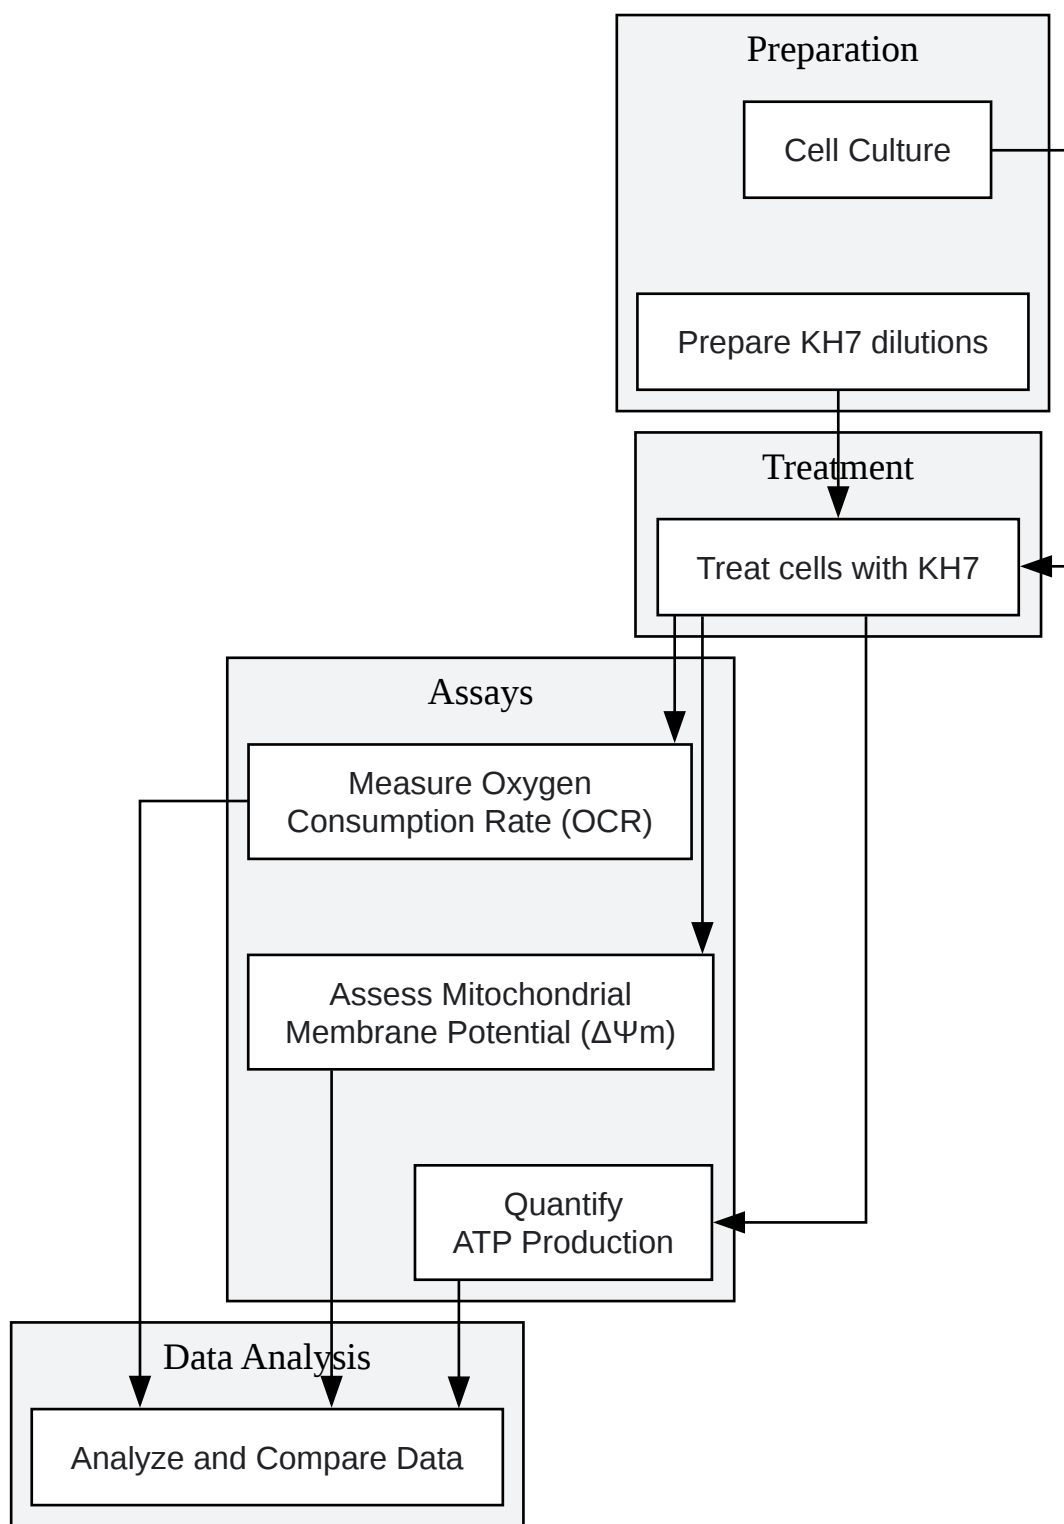 Preparation
Cell Culture
Prepare KH7 dilutions
Treatment
Treat cells with KH7
Assays
Measure Oxygen
Consumption Rate (OCR)
Assess Mitochondrial
Membrane Potential (ΔΨm)
Quantify
ATP Production
Data Analysis
Analyze and Compare Data